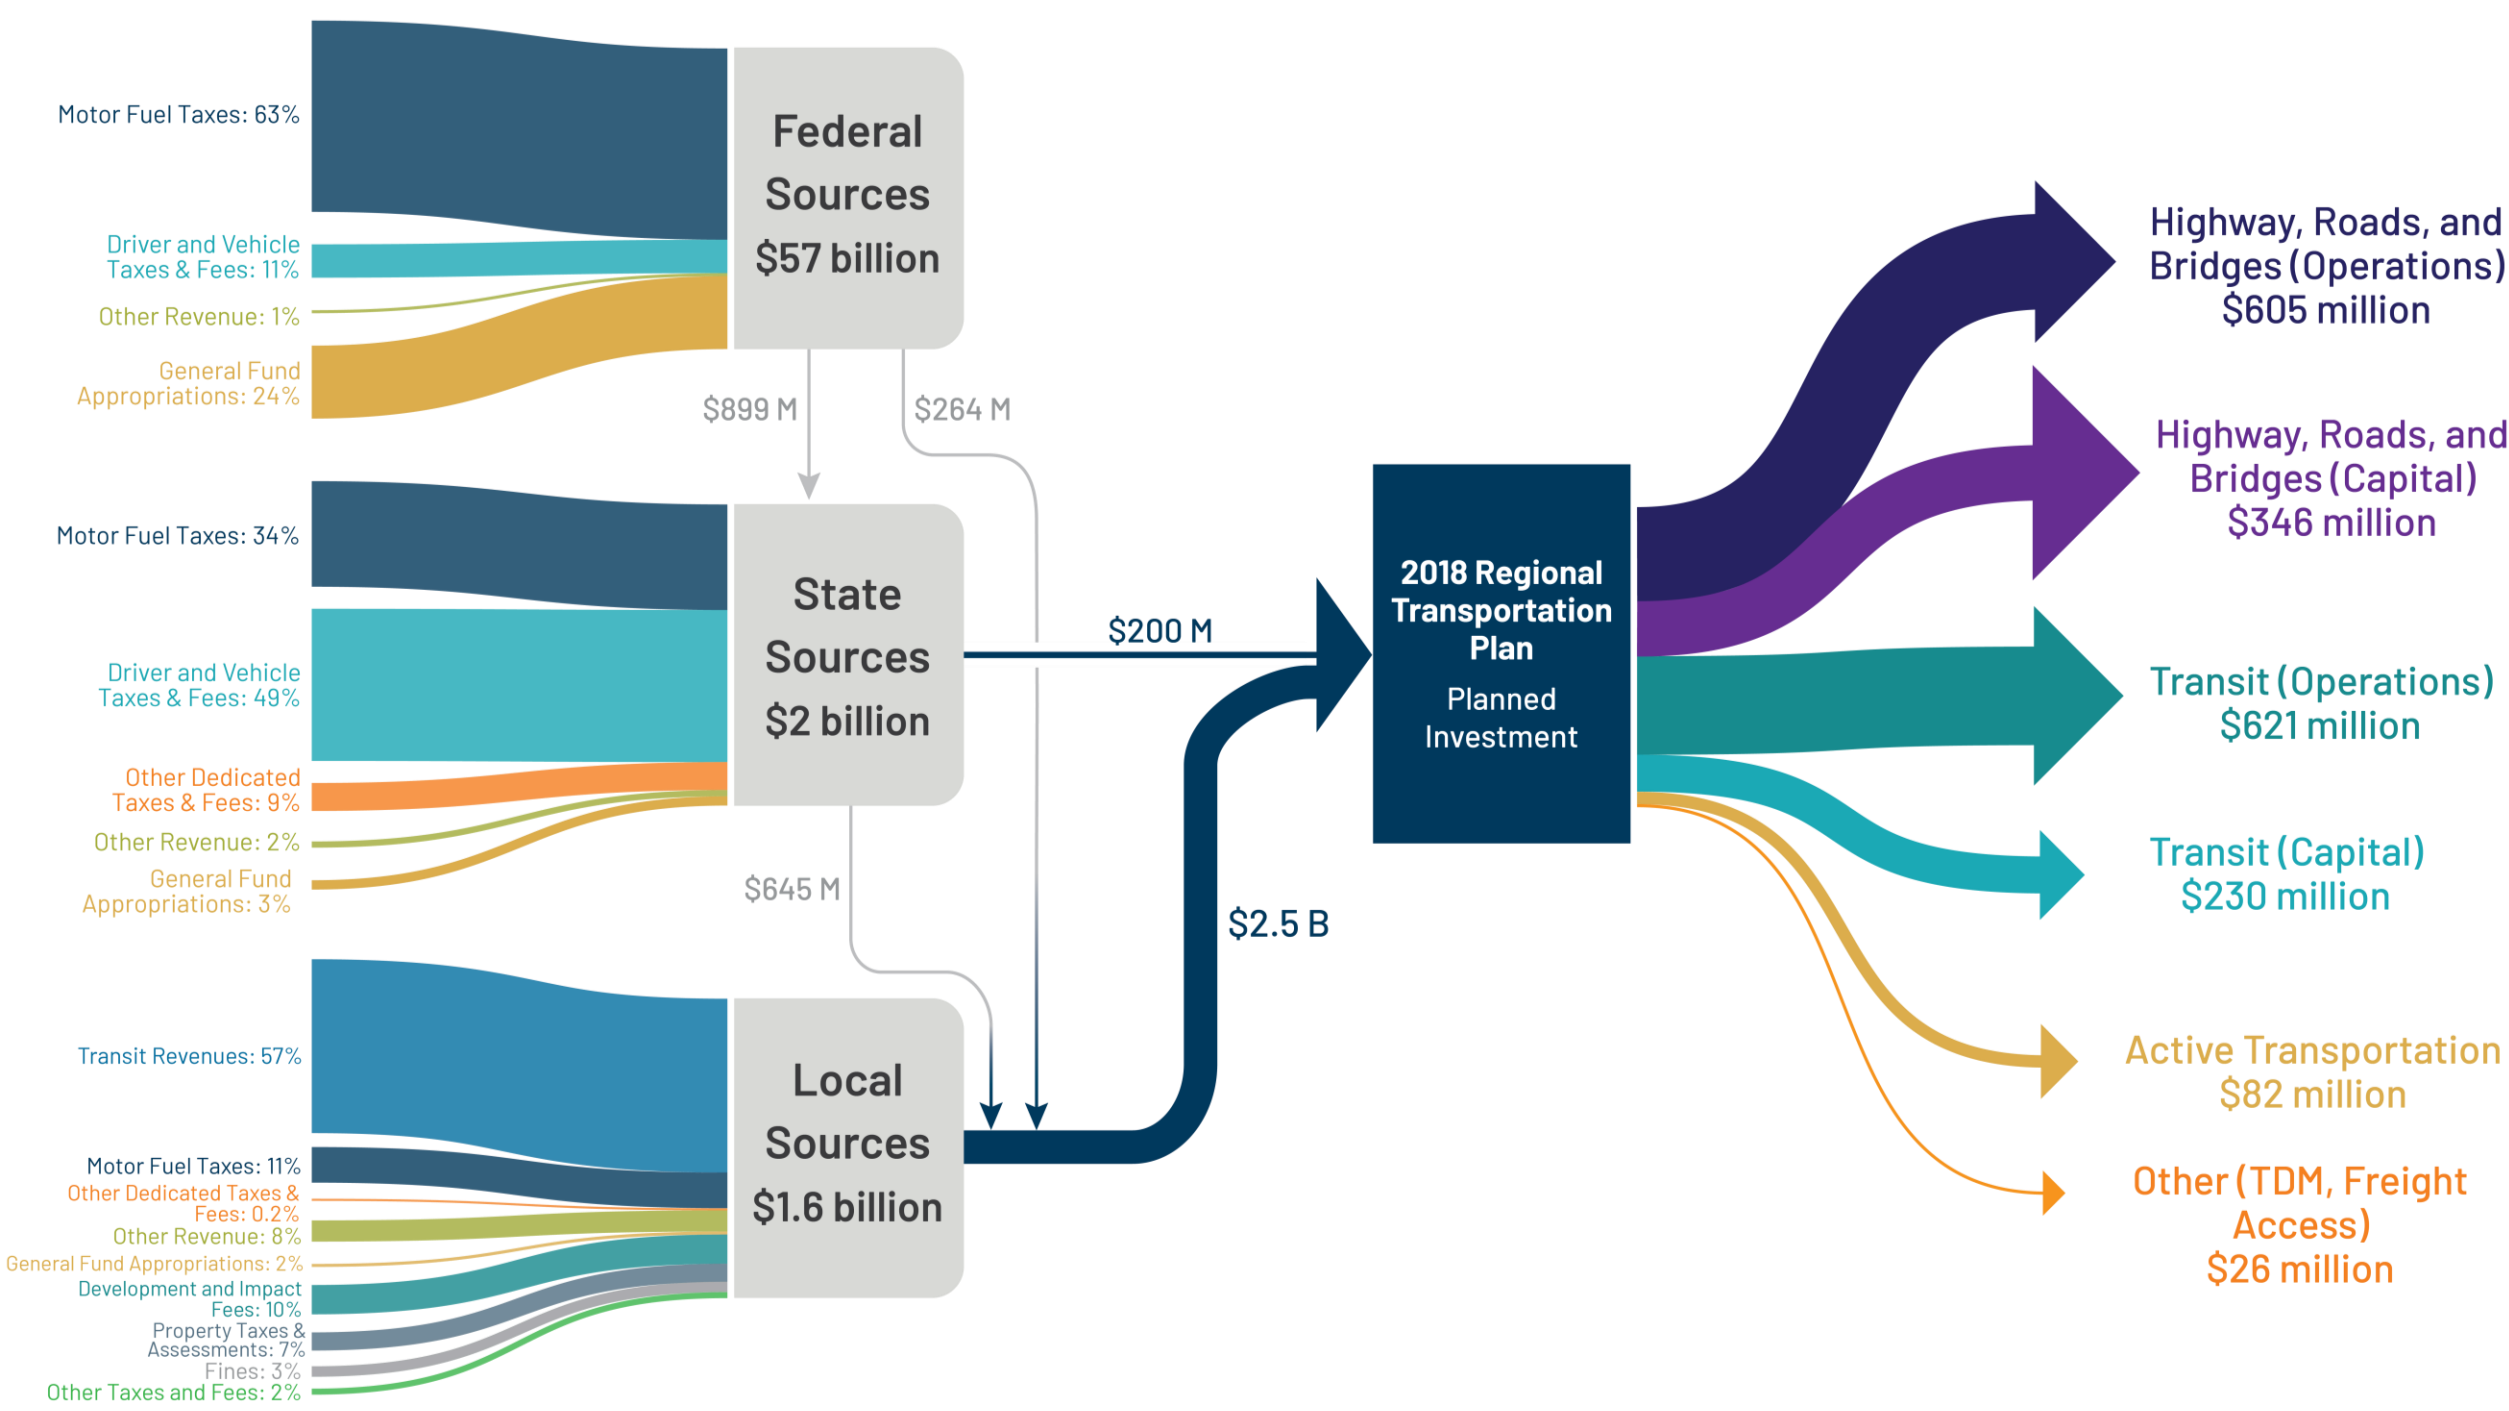 Motor Fuel Taxes: 63%
Driver and Vehicle
Taxes & Fees: 11%
Other Revenue: 1%
General Fund
Appropriations: 24%
Federal
Sources
$57 billion
$899 M
$264 M
Motor Fuel Taxes: 34%
Driver and Vehicle
Taxes & Fees: 49%
Other Dedicated
Taxes & Fees: 9%
Other Revenue: 2%
General Fund
Appropriations: 3%
State
Sources
$2 billion
$200 M
$645 M
Transit Revenues: 57%
Motor Fuel Taxes: 11%
Other Dedicated Taxes &
Fees: 0.2%
Other Revenue: 8%
General Fund Appropriations: 2%
Development and Impact
Fees: 10%
Property Taxes &
Assessments: 7%
Fines: 3%
Other Taxes and Fees: 2%
Local
Sources
$1.6 billion
$2.5 B
2018 Regional
Transportation
Plan
Planned
Investment
Highway, Roads, and
Bridges (Operations)
$605 million
Highway, Roads, and
Bridges (Capital)
$346 million
Transit (Operations)
$621 million
Transit (Capital)
$230 million
Active Transportation
$82 million
Other (TDM, Freight
Access)
$26 million